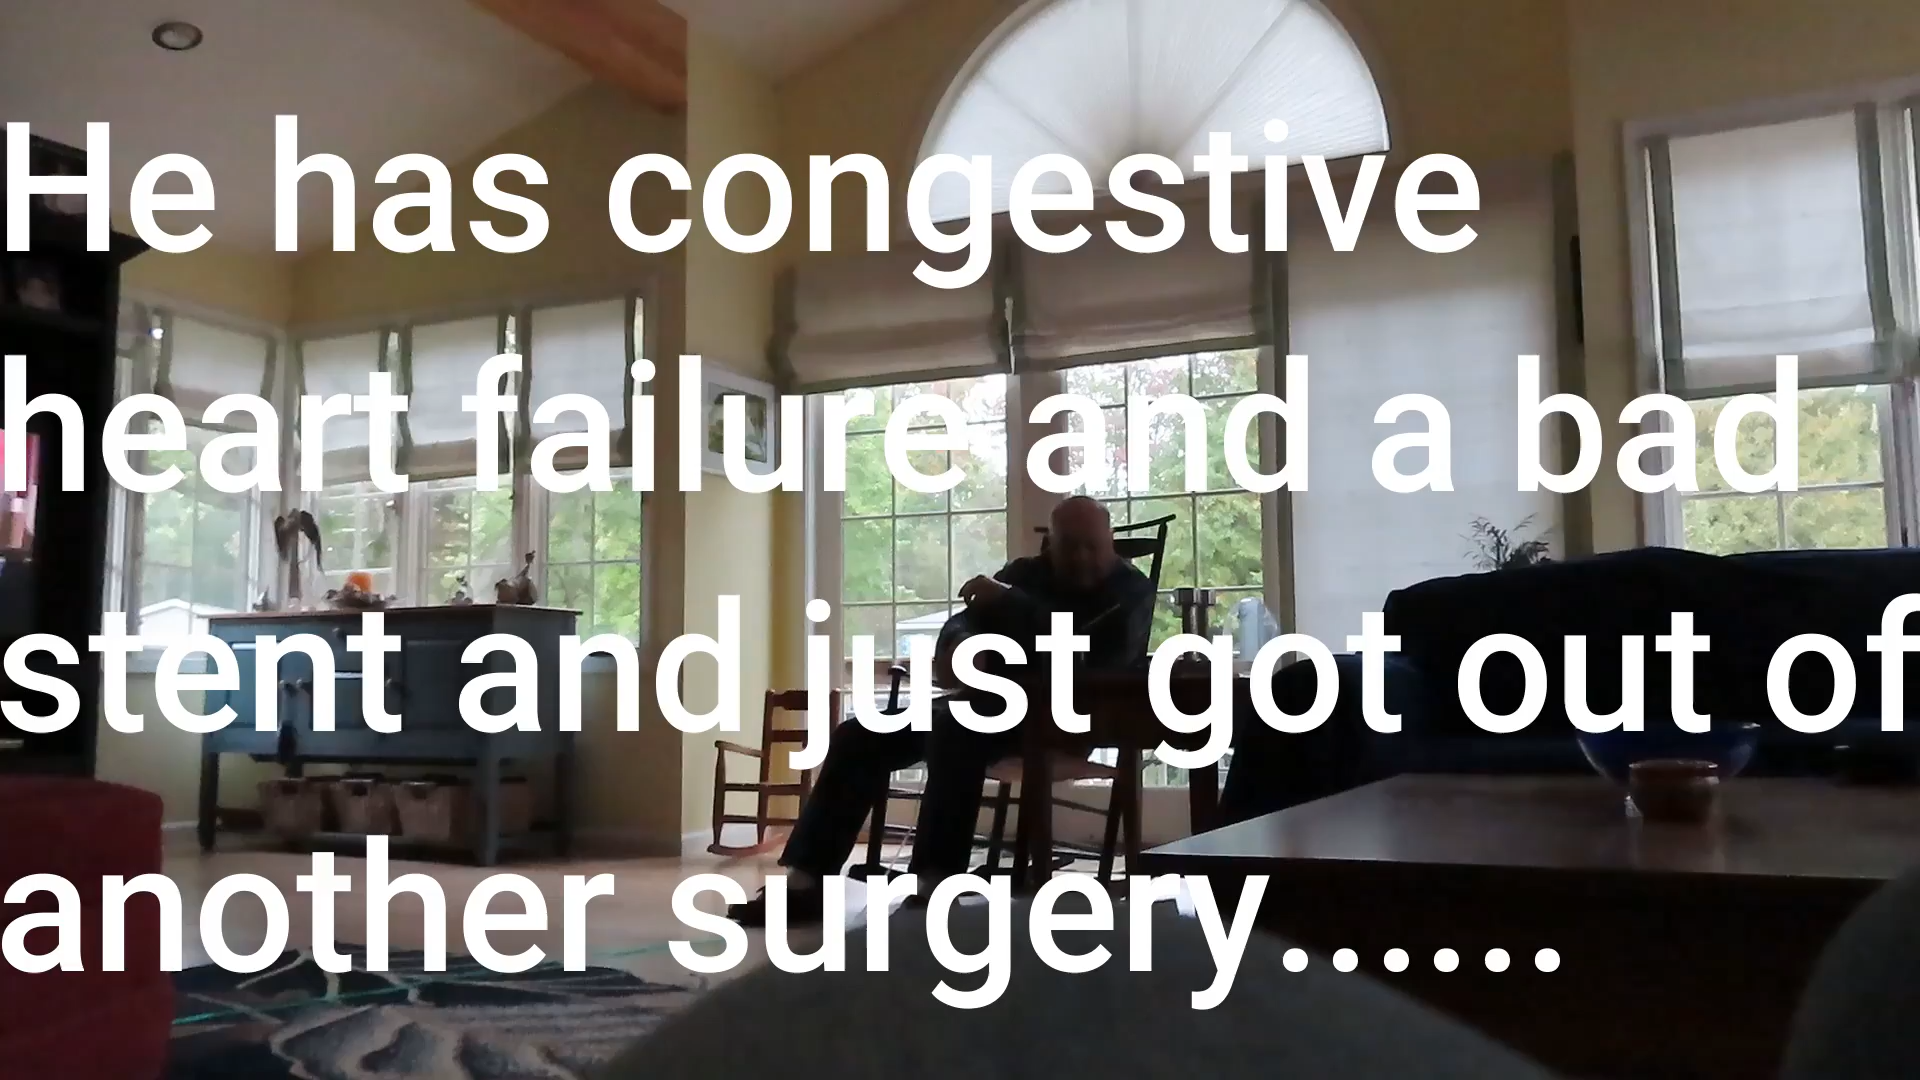 He has congestive
heart failure and a bad
stent and just got out of
another surgery......